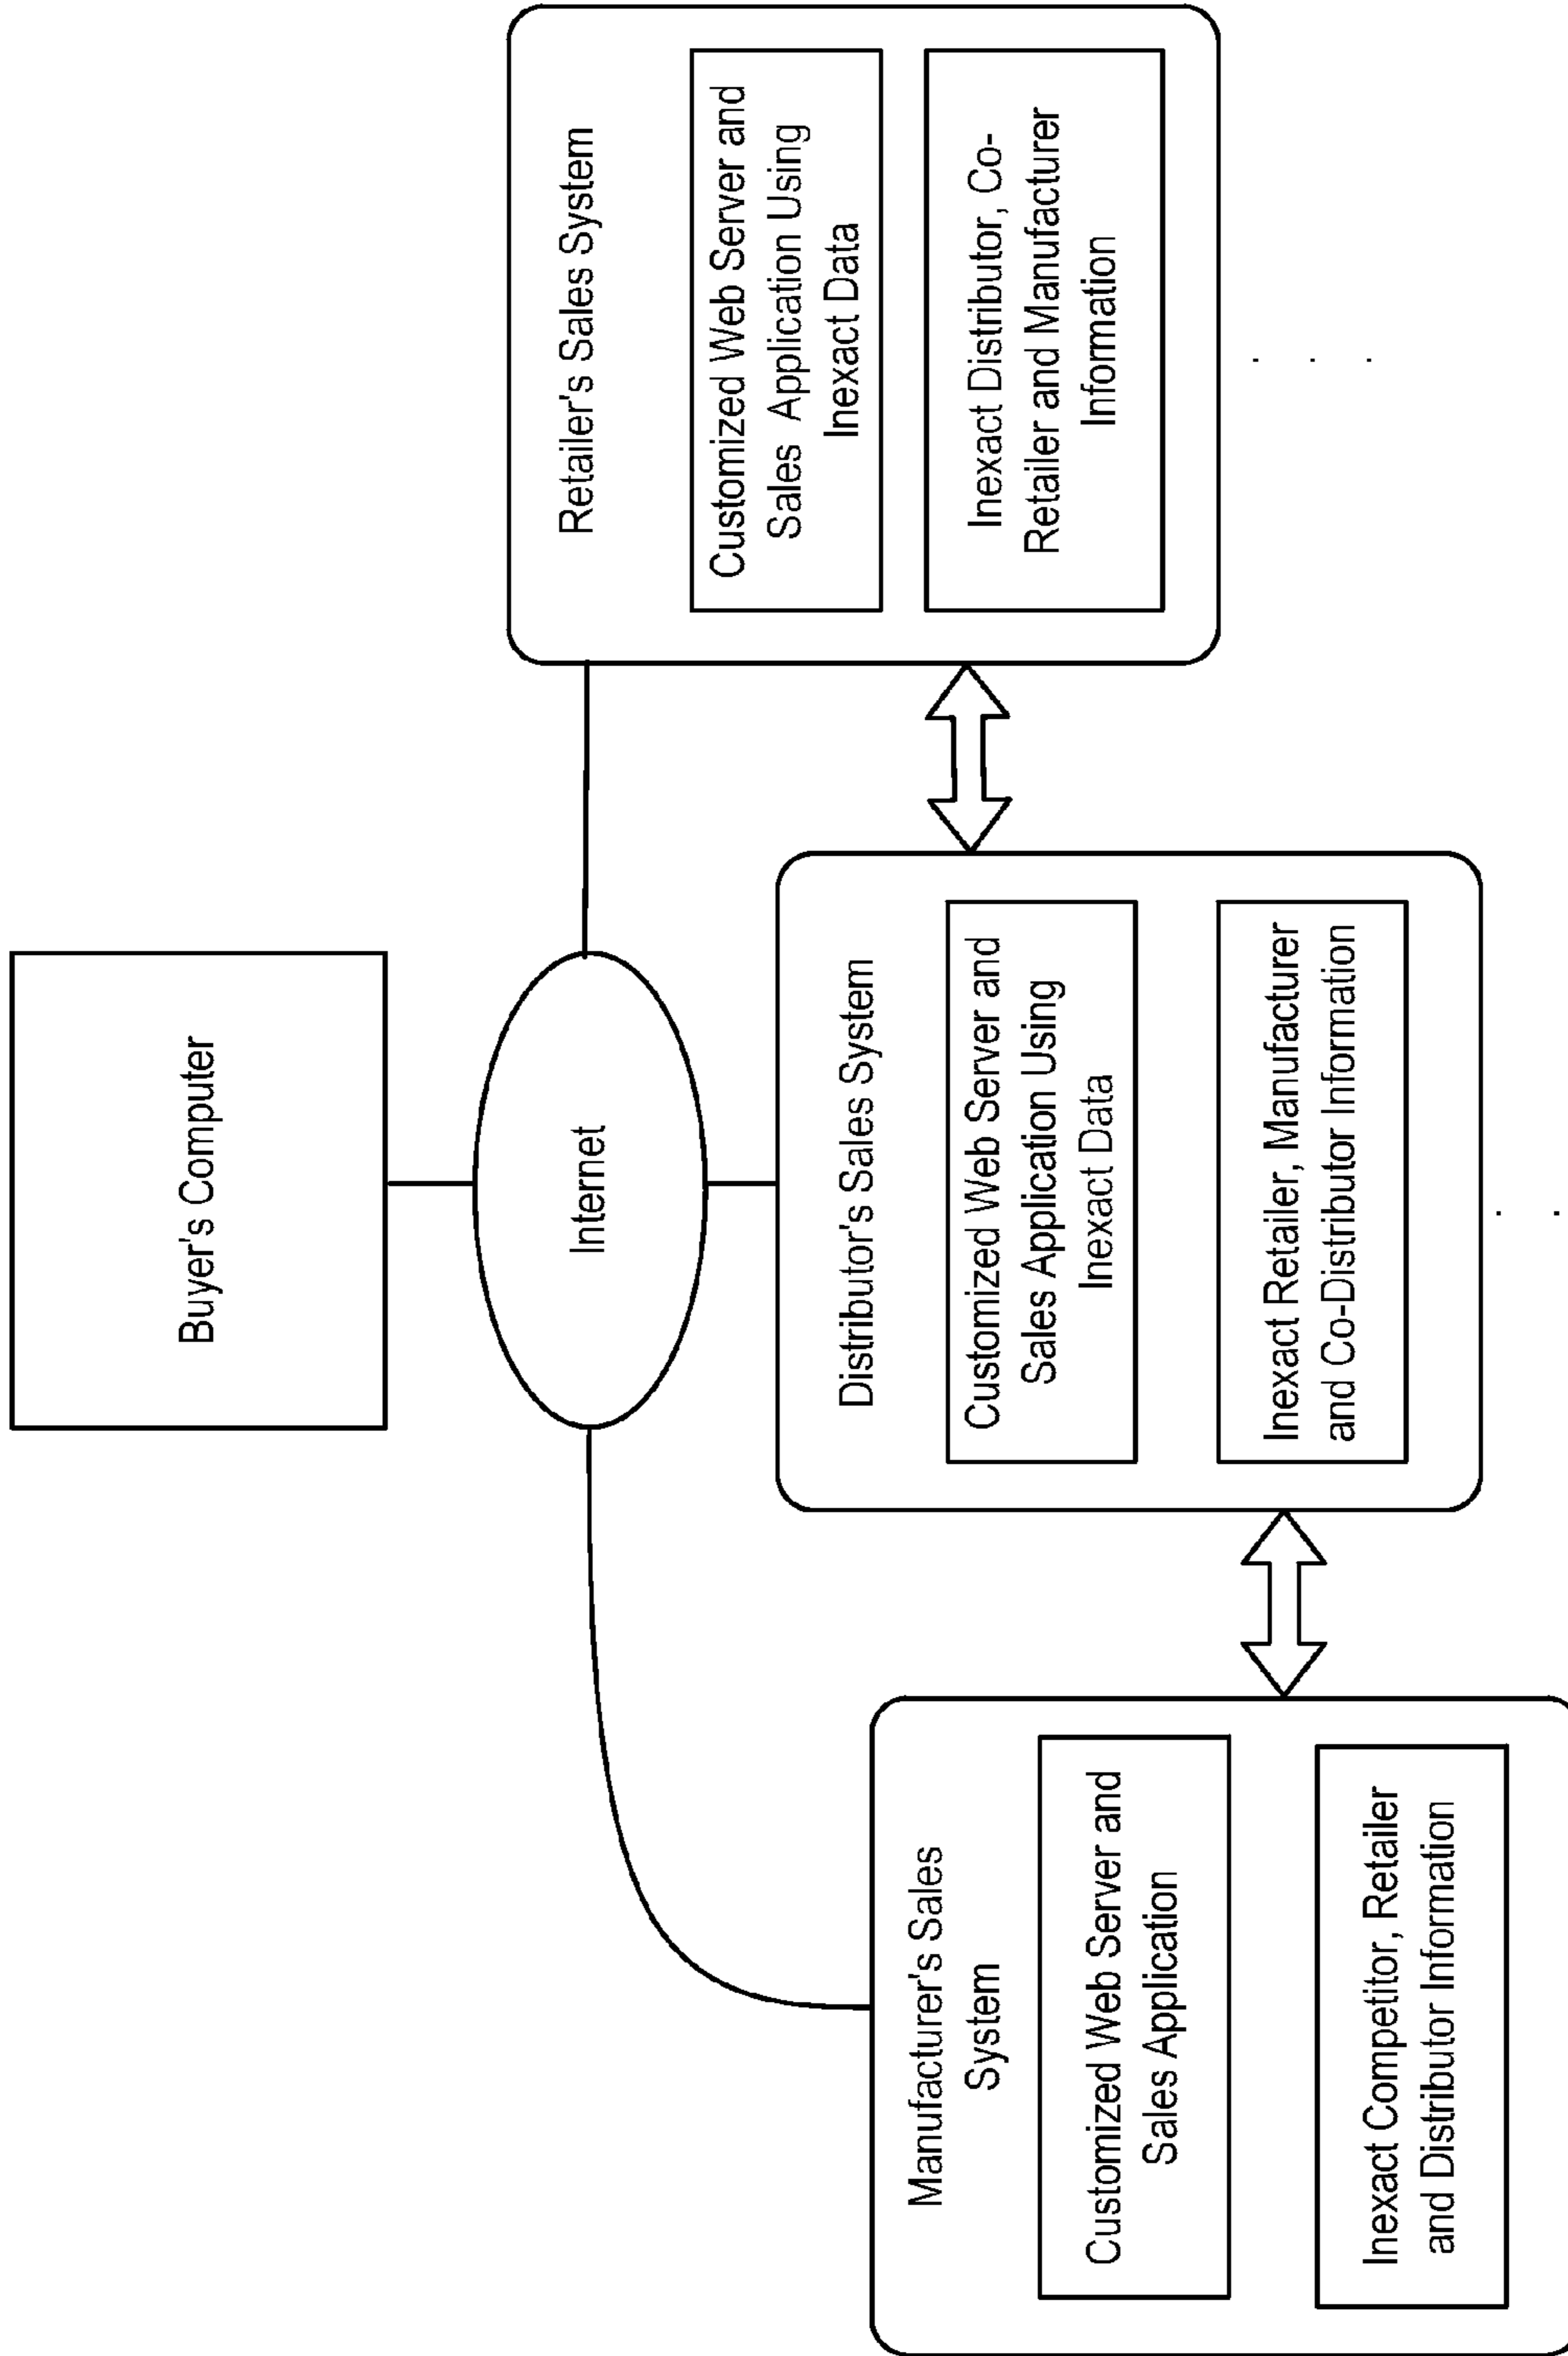 Buyer's Computer
Internet
Manufacturer's Sales
System
Customized Web Server and
Sales Application
Inexact Competitor, Retailer
and Distributor Information
Distributor's Sales System
Customized Web Server and
Sales Application Using
Inexact Data
Inexact Retailer, Manufacturer
and Co-Distributor Information
Retailer's Sales System
Customized Web Server and
Sales Application Using
Inexact Data
Inexact Distributor, Co-
Retailer and Manufacturer
Information